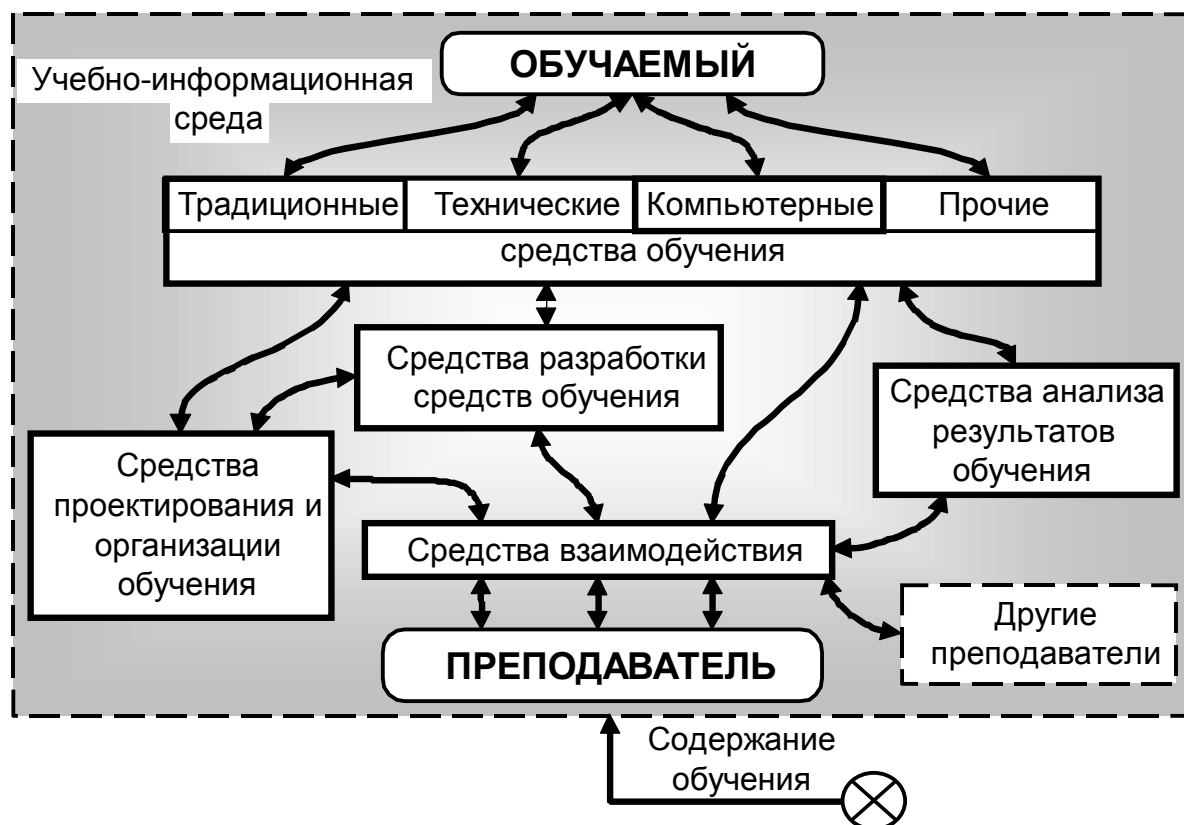 ОБУЧАЕМЫЙ
Учебно-информационная
среда
Традиционные
Технические
Компьютерные
Прочие
средства обучения
Средства разработки
средств обучения
Средства анализа
результатов
обучения
Средства
проектирования и
организации
обучения
Средства взаимодействия
Другие
преподаватели
ПРЕПОДАВАТЕЛЬ
Содержание
обучения